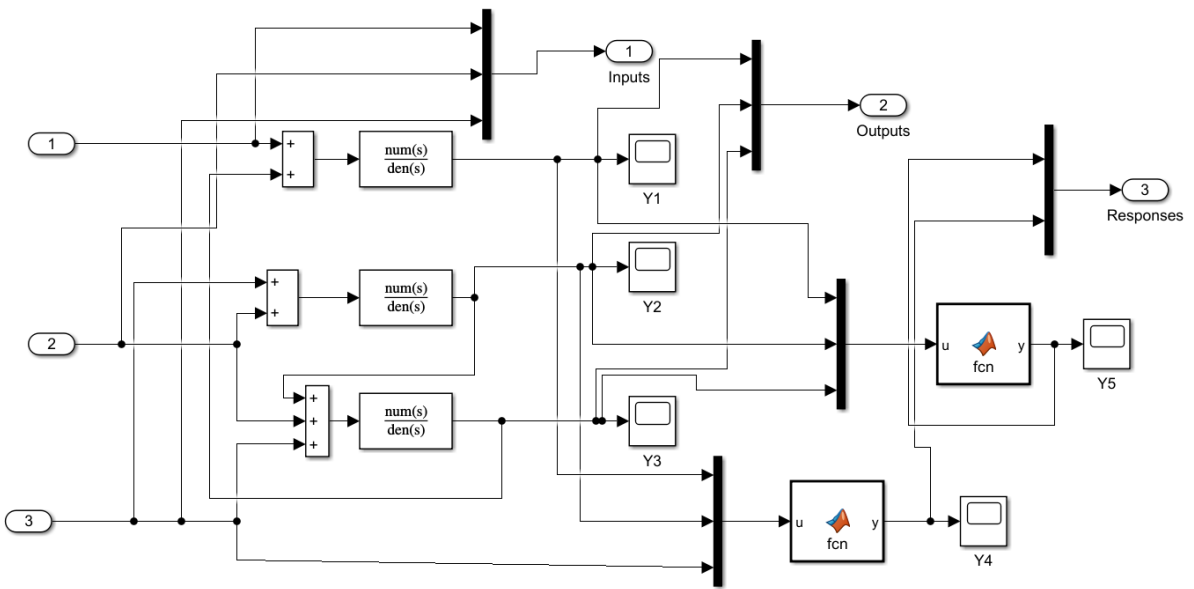 1
Inputs
2
Outputs
1
+
+
num(s)
den(s)
Y1
3
Responses
+
+
num(s)
den(s)
Y2
2
u
fcn
y
Y5
+
+
+
num(s)
den(s)
Y3
3
u
fcn
y
Y4